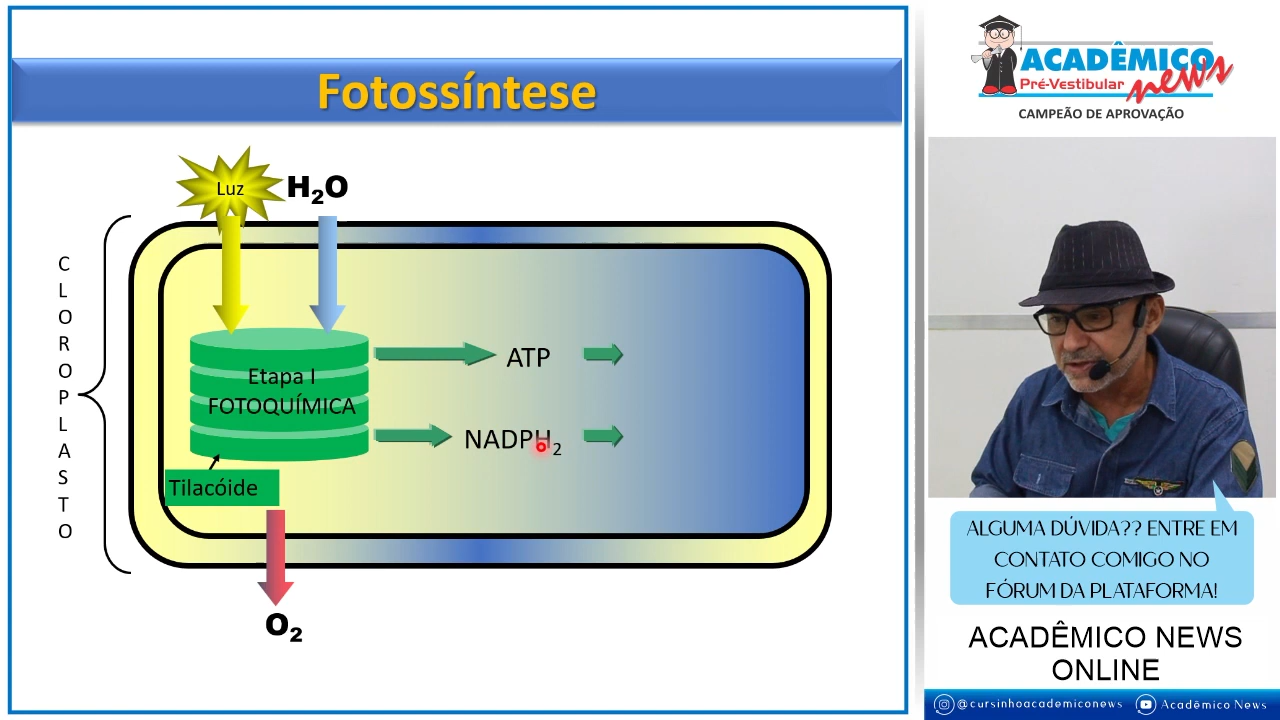 Fotossíntese
Luz
H₂O
CLOROPLASTO
Etapa I
FOTOQUÍMICA
ATP
NADPH₂
Tilacóide
O₂
ACADÊMICO
Pré-Vestibular news
CAMPEÃO DE APROVAÇÃO
ALGUMA DÚVIDA?? ENTRE EM
CONTATO COMIGO NO
FÓRUM DA PLATAFORMA!
ACADÊMICO NEWS
ONLINE
@cursinhoacademiconews
Acadêmico News